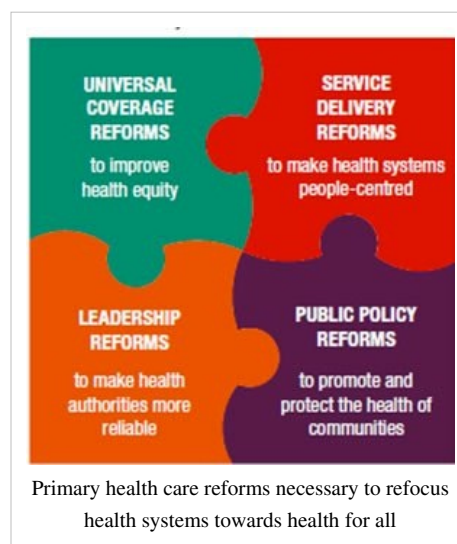 UNIVERSAL
COVERAGE
REFORMS
to improve
health equity
SERVICE
DELIVERY
REFORMS
to make health systems
people-centred
LEADERSHIP
REFORMS
to make health
authorities more
reliable
PUBLIC POLICY
REFORMS
to promote and
protect the health of
communities
Primary health care reforms necessary to refocus
health systems towards health for all